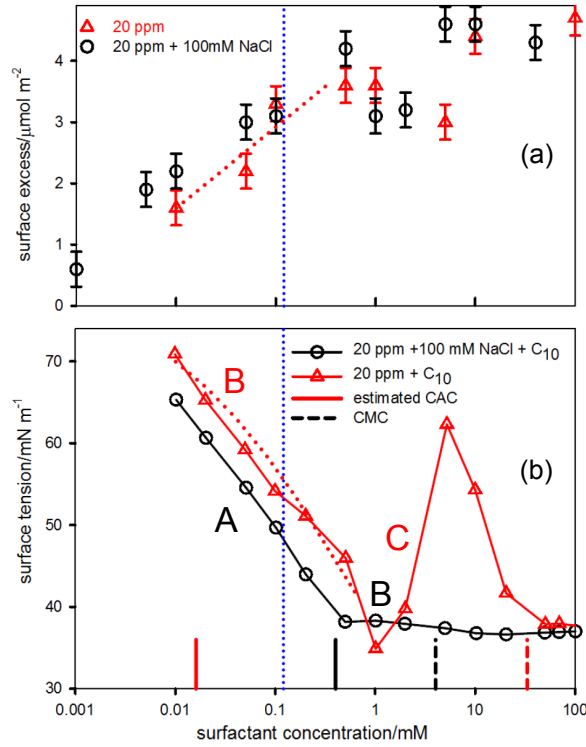 20 ppm
20 ppm + 100mM NaCl
surface excess/μmol m⁻²
4
3
2
1
0
(a)
20 ppm +100 mM NaCl + C₁₀
20 ppm + C₁₀
estimated CAC
CMC
surface tension/mN m⁻¹
70
60
50
40
30
B
A
C
B
(b)
0.001 0.01 0.1 1 10 100
surfactant concentration/mM